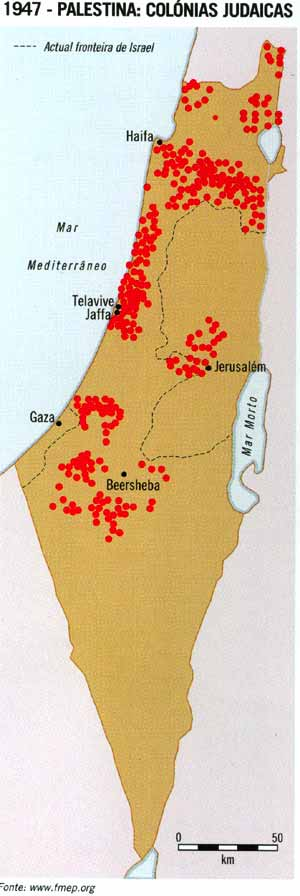 1947 - PALESTINA: COLÓNIAS JUDAICAS
Actual fronteira de Israel
Haifa
Mar
Mediterrâneo
Telavive
Jaffa
Jerusalém
Gaza
Mar Morto
Beersheba
0 50
km
Fonte: www.fmep.org